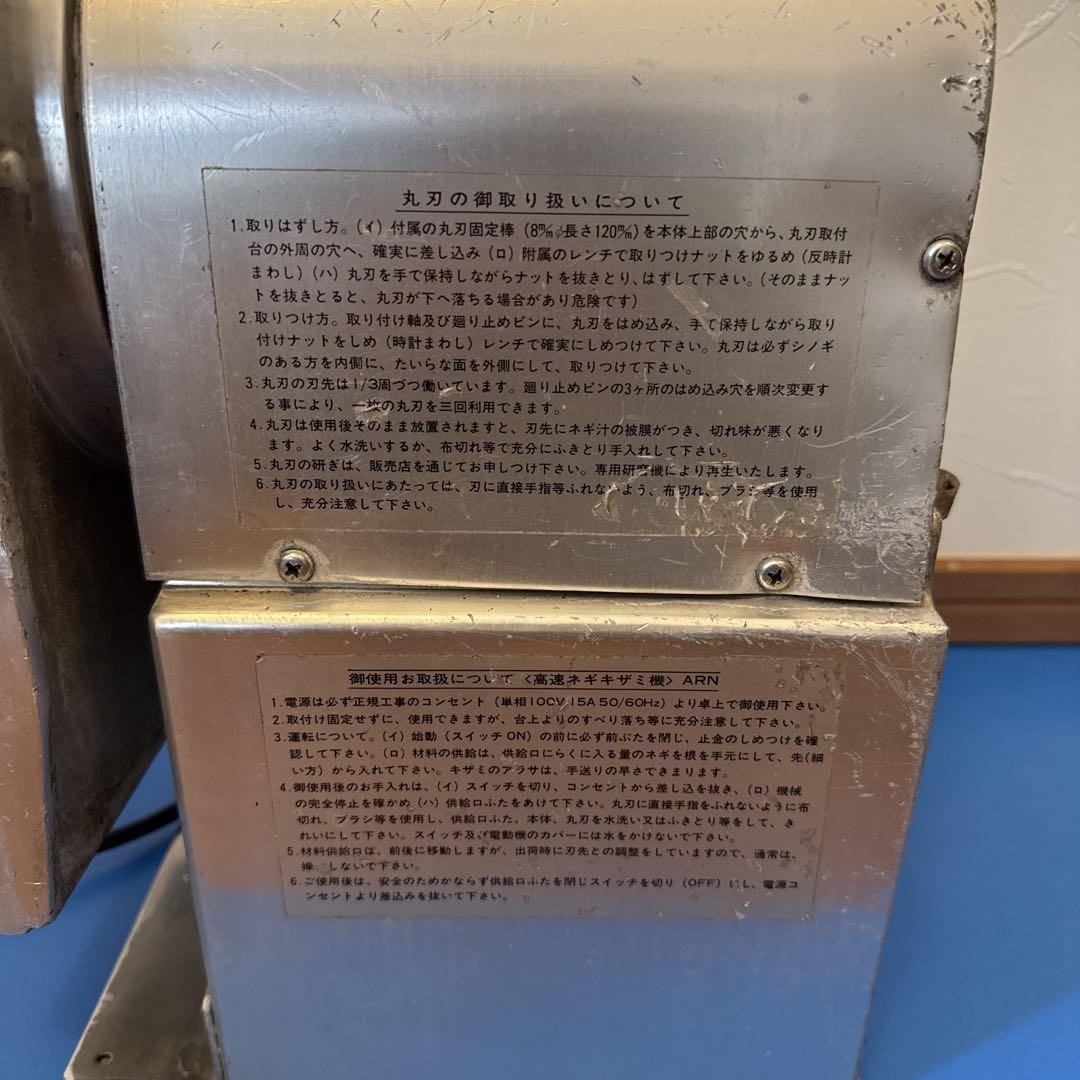 丸刃の御取り扱いについて
1.取りはずし方。(イ)付属の丸刃固定棒(8㎜φ長さ120㎜)を本体上部の穴から、丸刃取付
台の外周の穴へ、確実に差し込み(ロ)附属のレンチで取りつけナットをゆるめ(反時計
まわし)(ハ)丸刃を手で保持しながらナットを抜きとり、はずして下さい。(そのままナッ
トを抜きとると、丸刃が下へ落ちる場合があり危険です)
2.取りつけ方。取り付け軸及び廻り止めピンに、丸刃をはめ込み、手で保持しながら取り
付けナットをしめ(時計まわし)レンチで確実にしめつけて下さい。丸刃は必ずシノギ
のある方を内側に、たいらな面を外側にして、取りつけて下さい。
3.丸刃の刃先は1/3周づつ働いています。廻り止めピンの3ヶ所のはめ込み穴を順次変更す
る事により、一枚の丸刃を三回利用できます。
4.丸刃は使用後そのまま放置されますと、刃先にネギ汁の被膜がつき、切れ味が悪くなり
ます。よく水洗いするか、布切れ等で充分にふきとり手入れして下さい。
5.丸刃の研ぎは、販売店を通じてお申しつけ下さい。専用研磨機により再生いたします。
6.丸刃の取り扱いにあたっては、刃に直接手指等ふれないよう、布切れ、ブラシ等を使用
し、充分注意して下さい。
御使用お取扱について〈高速ネギキザミ機〉ARN
1.電源は必ず正規工事のコンセント(単相100V15A50/60Hz)より卓上で御使用下さい。
2.取付け固定せずに、使用できますが、台上よりのすべり落ち等に充分注意して下さい。
3.運転について。(イ)始動(スイッチON)の前に必ず前ぶたを閉じ、止金のしめつけを確
認して下さい。(ロ)材料の供給は、供給口にらくに入る量のネギを根を手元にして、先(細
い方)から入れて下さい。キザミのアラサは、手送りの早さできまります。
4.御使用後のお手入れは、(イ)スイッチを切り、コンセントから差し込を抜き、(ロ)機械
の完全停止を確かめ(ハ)供給口ふたをあけて下さい。丸刃に直接手指をふれないように布
切れ、ブラシ等を使用し、供給口ふた、本体、丸刃を水洗い又はふきとり等をして、き
れいにして下さい。スイッチ及び電動機のカバーには水をかけないで下さい。
5.材料供給口は、前後に移動しますが、出荷時に刃先との調整をしていますので、通常は、
操 しないで下さい。
6.ご使用後は、安全のためかならず供給口ふたを閉じスイッチを切り(OFF)にし、電源コ
ンセントより差込みを抜いて下さい。